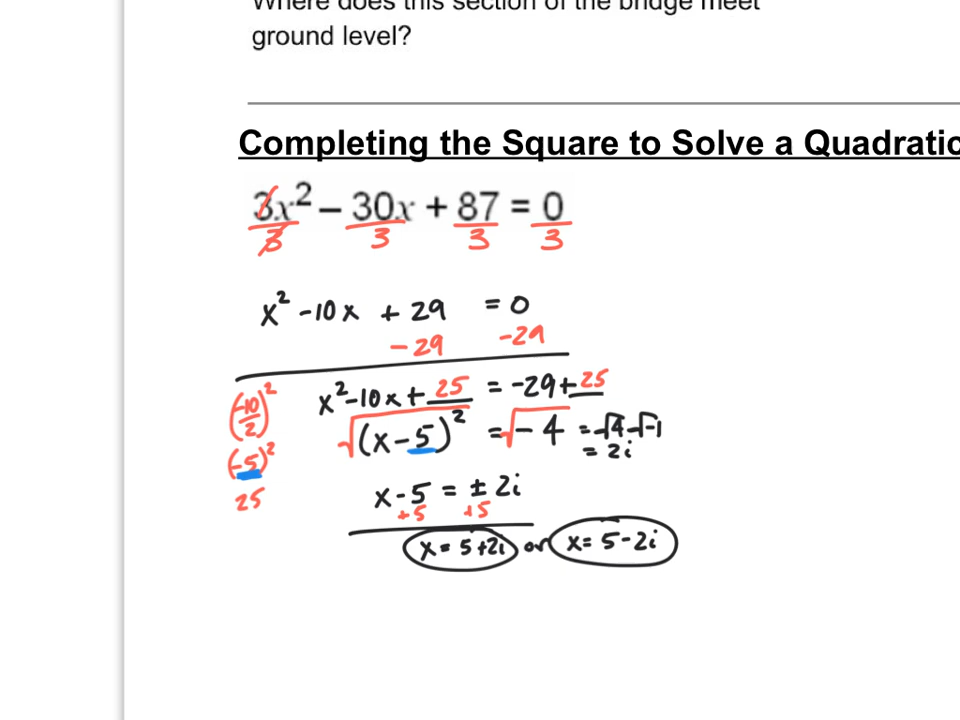 Where does this section of the bridge meet
ground level?
Completing the Square to Solve a Quadratic
3x² – 30x + 87 = 0
3 3 3 3
x² -10x + 29 = 0
-29 -29
(-10/2)² x²-10x+25 = -29+25
√(x-5)² = √-4 = √4 √-1
(-5)² = 2i
25 x-5 = ± 2i
+5 +5
x = 5+2i or x = 5-2i